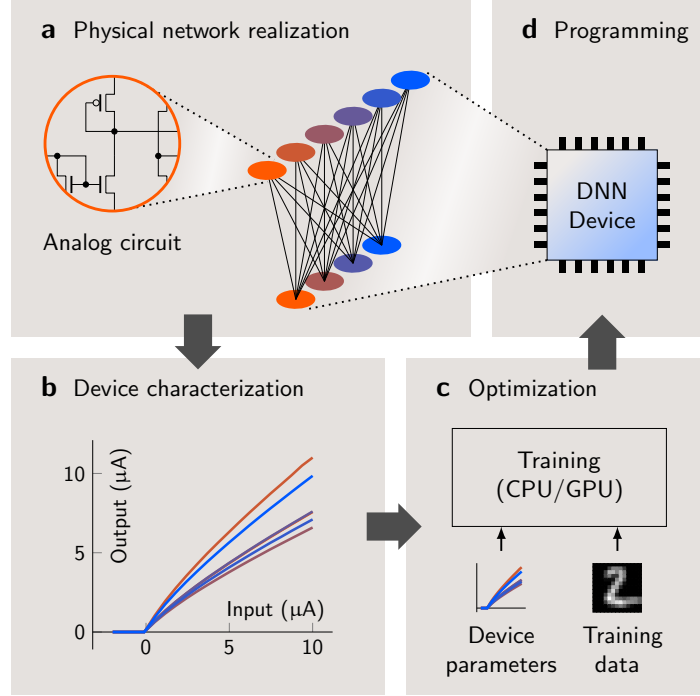 a Physical network realization
Analog circuit
d Programming
DNN
Device
b Device characterization
Output (µA)
10
5
0
Input (µA)
0
5
10
c Optimization
Training
(CPU/GPU)
Device
parameters
Training
data